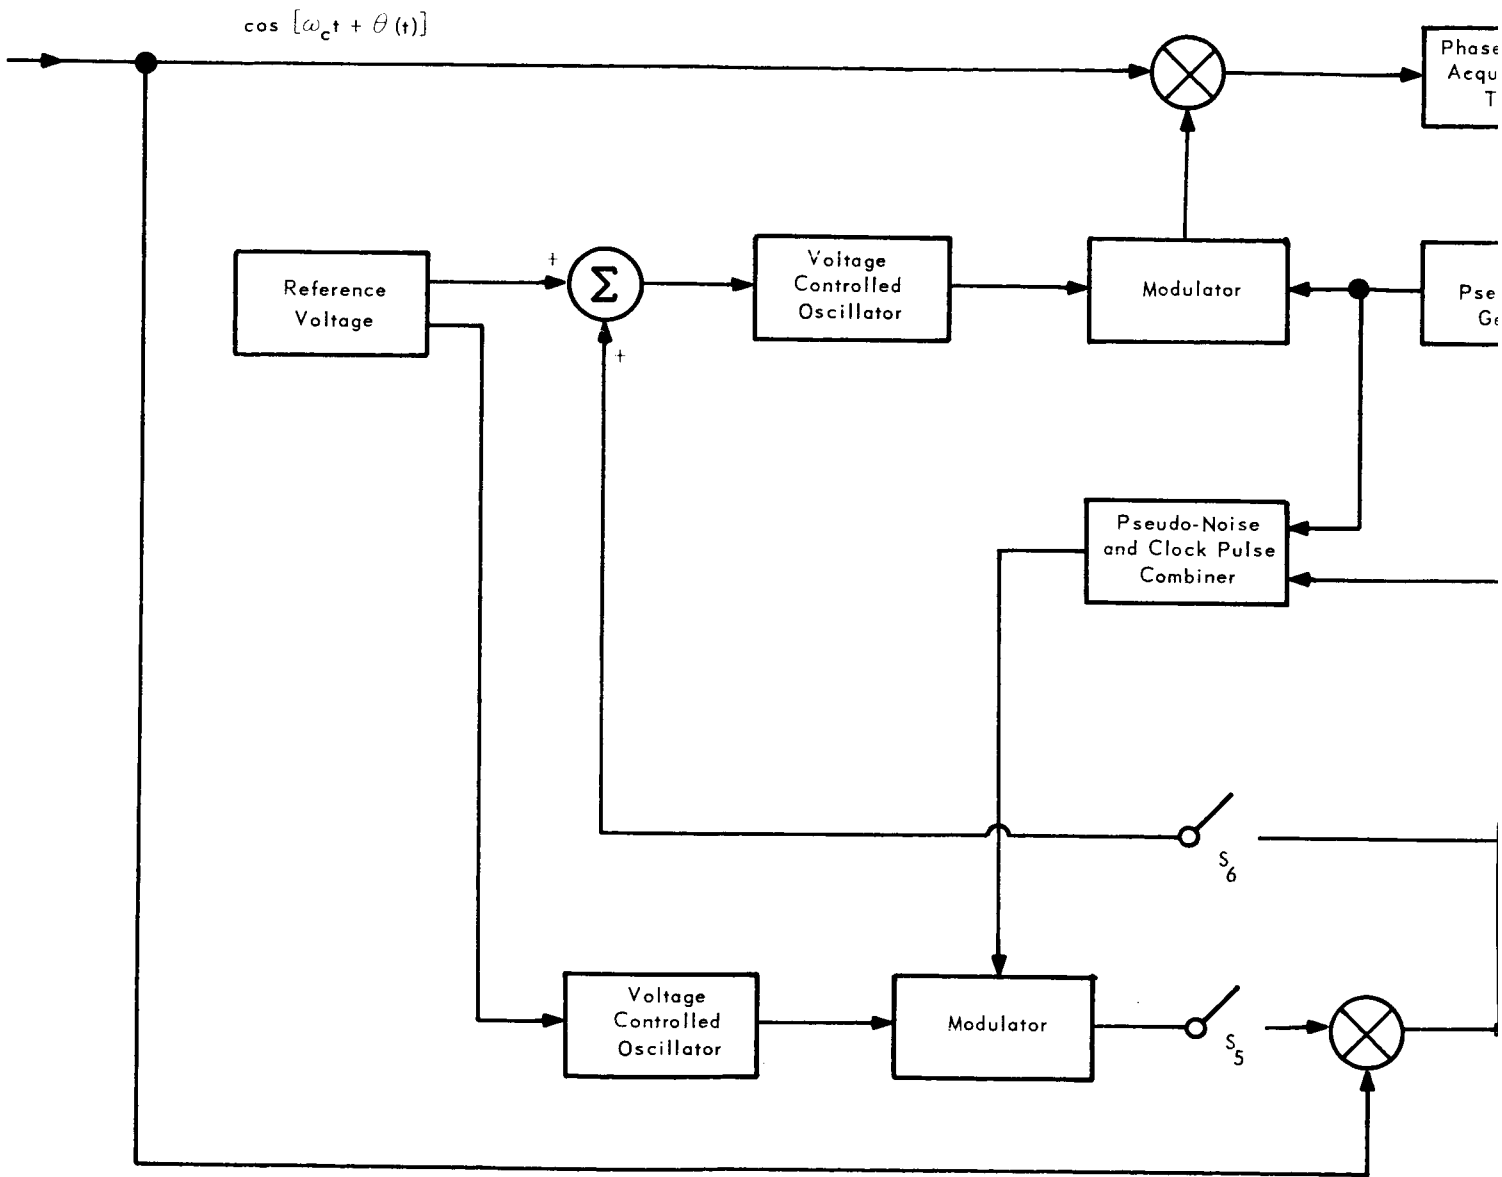 cos [ω_c t + θ (t)]
Phase
Acqu
T
Reference
Voltage
+
Σ
+
Voltage
Controlled
Oscillator
Modulator
Pse
Ge
Pseudo-Noise
and Clock Pulse
Combiner
S_6
Voltage
Controlled
Oscillator
Modulator
S_5